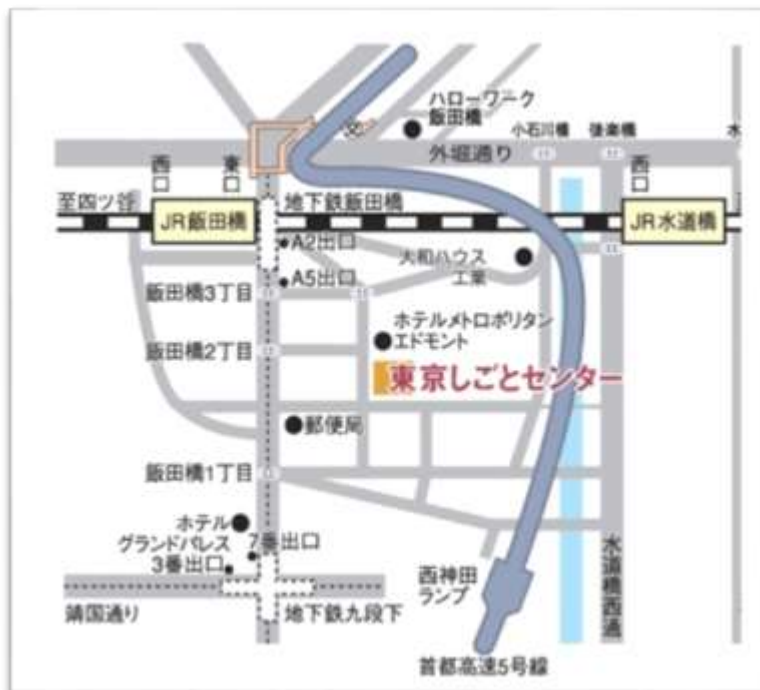 ハローワーク
飯田橋
小石川橋
後楽橋
水
外堀通り
西口
東口
西口
至四ツ谷
地下鉄飯田橋
JR飯田橋
JR水道橋
A2出口
大和ハウス
工業
A5出口
飯田橋3丁目
ホテルメトロポリタン
エドモント
飯田橋2丁目
東京しごとセンター
郵便局
飯田橋1丁目
ホテル
グランドパレス
7番出口
3番出口
西神田
ランプ
水道橋西通
靖国通り
地下鉄九段下
首都高速5号線